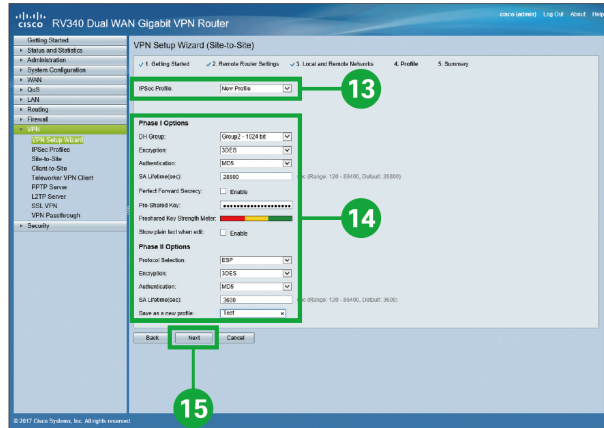 cisco RV340 Dual WAN Gigabit VPN Router
cisco (admin) Log Out About Help
Getting Started
Status and Statistics
Administration
System Configuration
WAN
QoS
LAN
Routing
Firewall
VPN
VPN Setup Wizard
IPSec Profiles
Site-to-Site
Client-to-Site
Teleworker VPN Client
PPTP Server
L2TP Server
SSL VPN
VPN Passthrough
Security
VPN Setup Wizard (Site-to-Site)
1. Getting Started 2. Remote Router Settings 3. Local and Remote Networks 4. Profile 5. Summary
IPSec Profile: New Profile
13
Phase I Options
DH Group: Group2 - 1024 bit
Encryption: 3DES
Authentication: MD5
SA Lifetime(sec): 28800 sec (Range: 120 - 86400, Default: 28800)
Perfect Forward Secrecy: Enable
Pre-Shared Key:
Preshared Key Strength Meter:
14
Show plain text when edit: Enable
Phase II Options
Protocol Selection: ESP
Encryption: 3DES
Authentication: MD5
SA Lifetime(sec): 3600 sec (Range: 120 - 86400, Default: 3600)
Save as a new profile: Test
Back Next Cancel
15
© 2017 Cisco Systems, Inc. All rights reserved.